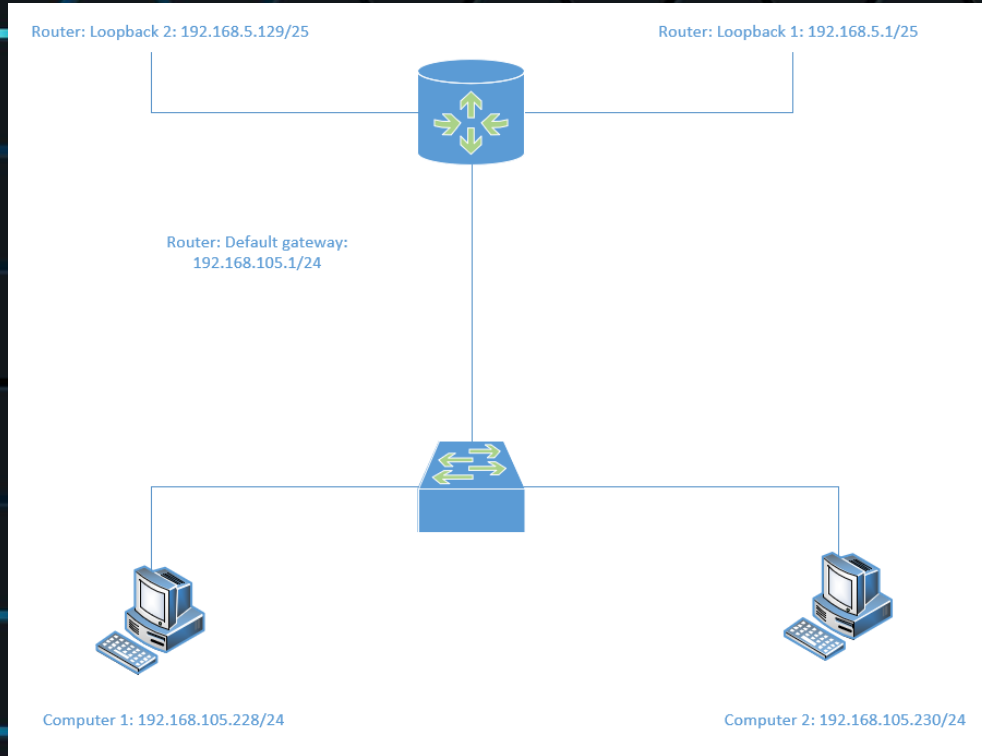 Router: Loopback 2: 192.168.5.129/25
Router: Loopback 1: 192.168.5.1/25
Router: Default gateway:
192.168.105.1/24
Computer 1: 192.168.105.228/24
Computer 2: 192.168.105.230/24